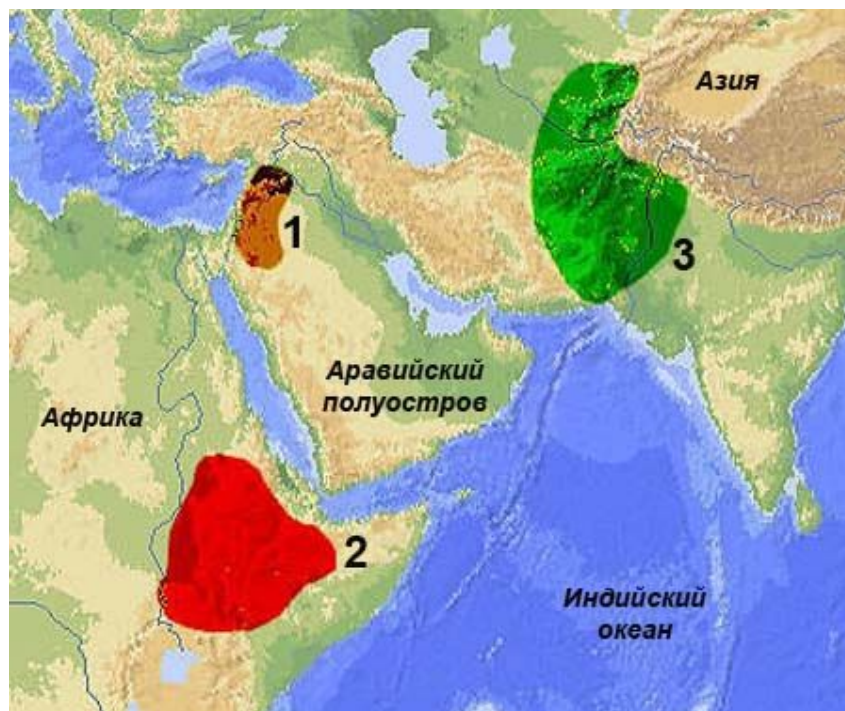 Азия
1
3
Аравийский
полуостров
Африка
2
Индийский
океан